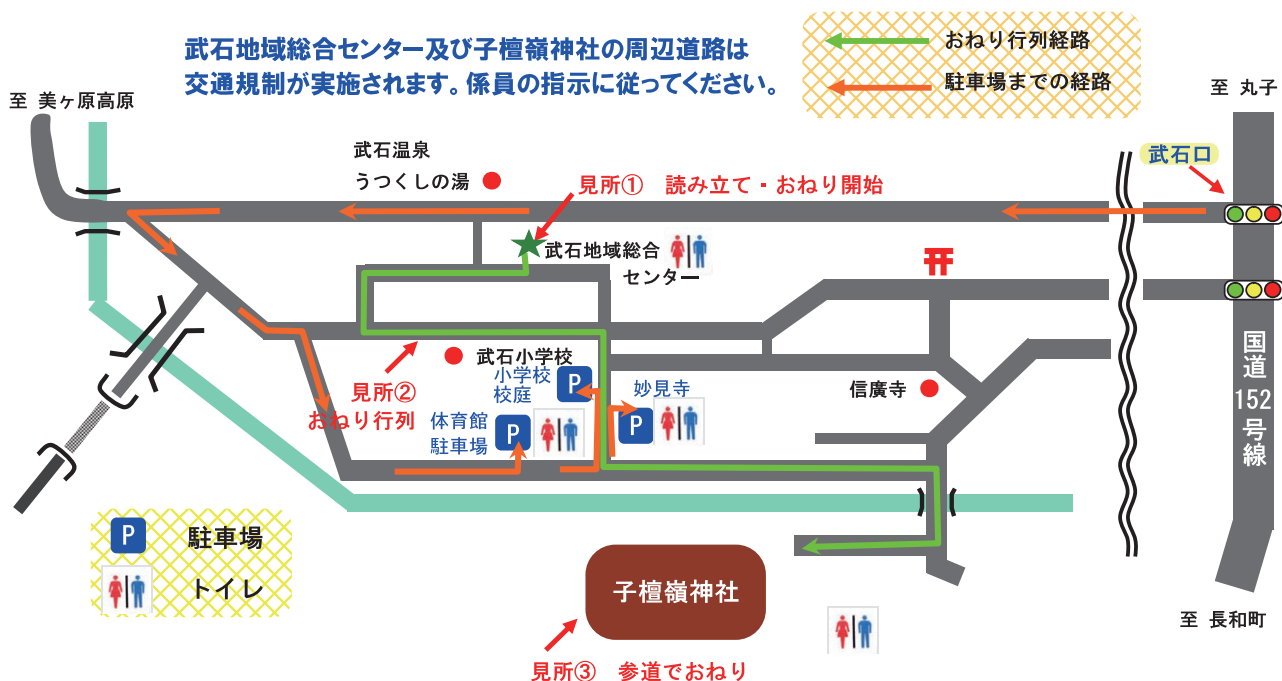 武石地域総合センター及び子檀嶺神社の周辺道路は
交通規制が実施されます。係員の指示に従ってください。
おねり行列経路
駐車場までの経路
至 美ヶ原高原
至 丸子
武石口
武石温泉
うつくしの湯
見所① 読み立て・おねり開始
武石地域総合
センター
武石小学校
小学校
校庭
P
妙見寺
P
信廣寺
見所②
おねり行列
体育館
駐車場
P
国道152号線
P 駐車場
トイレ
子檀嶺神社
至 長和町
見所③ 参道でおねり